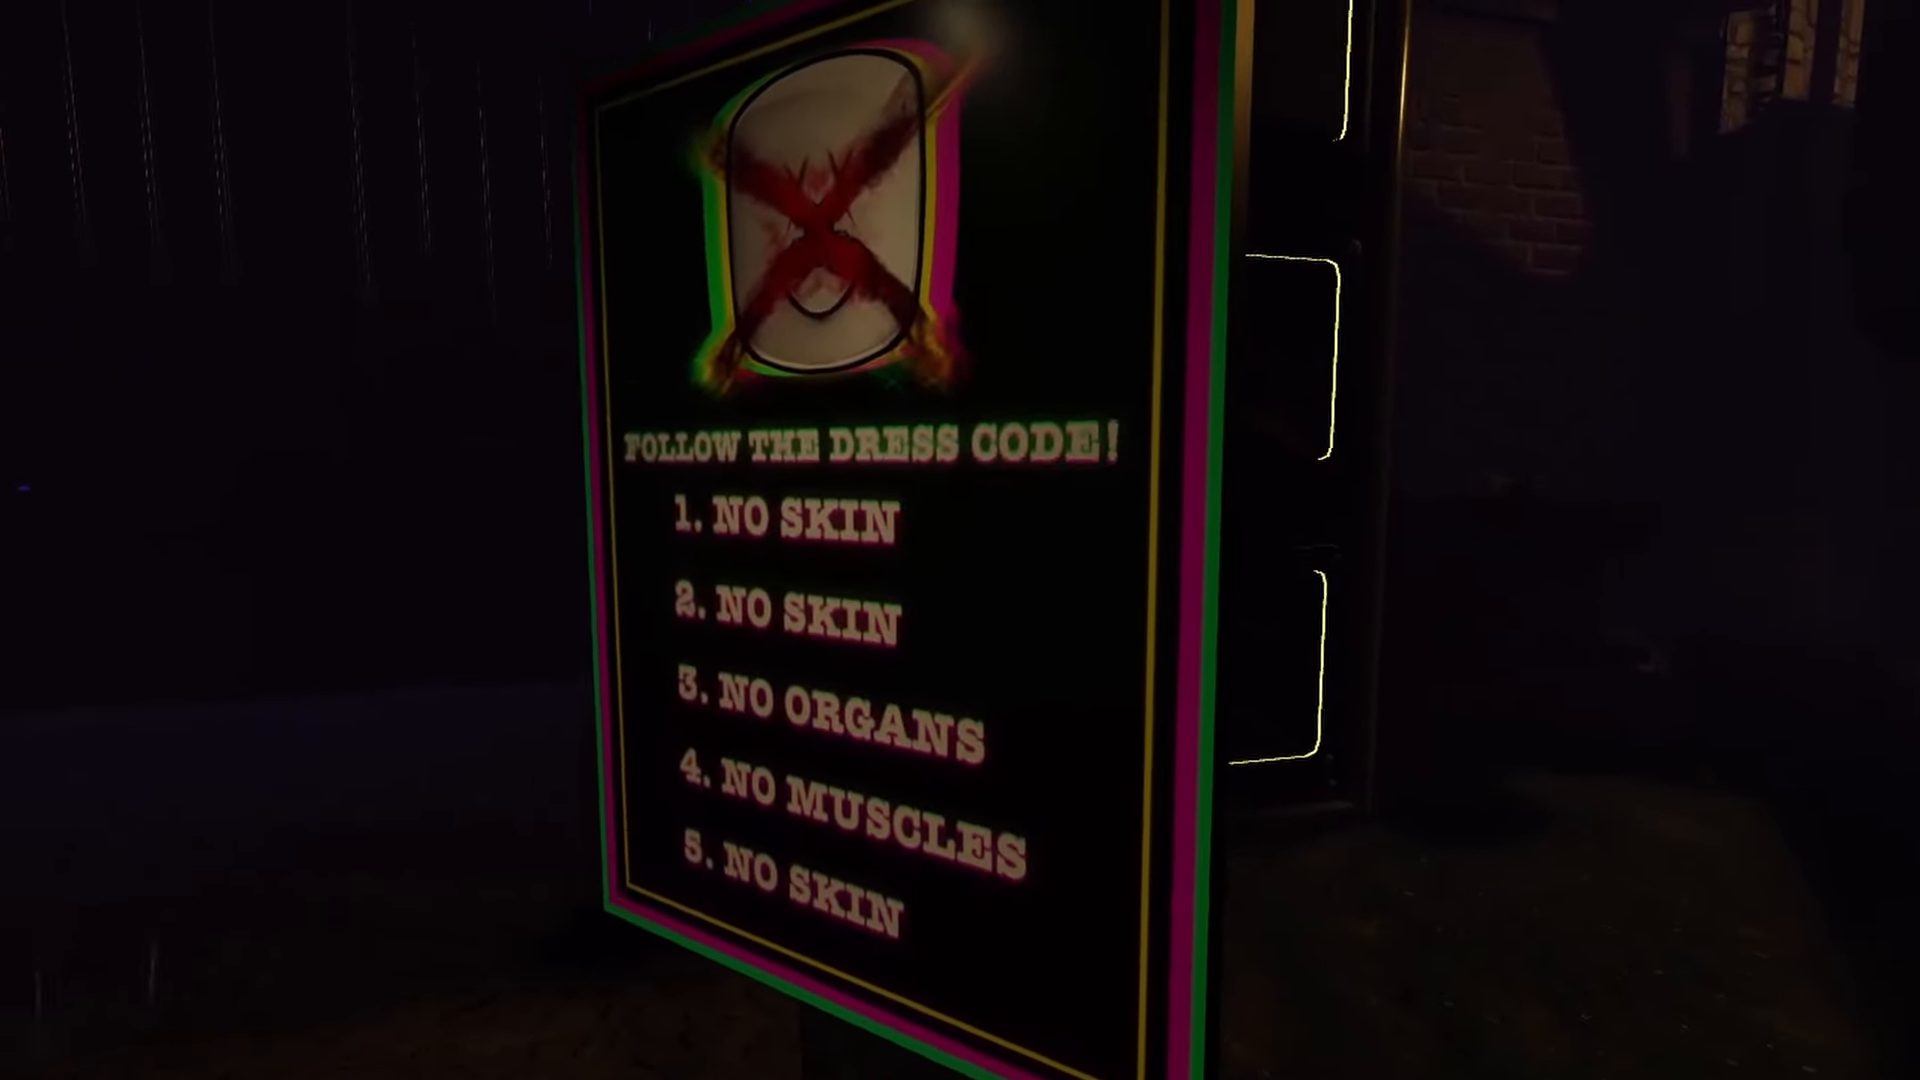 FOLLOW THE DRESS CODE!
1. NO SKIN
2. NO SKIN
3. NO ORGANS
4. NO MUSCLES
5. NO SKIN